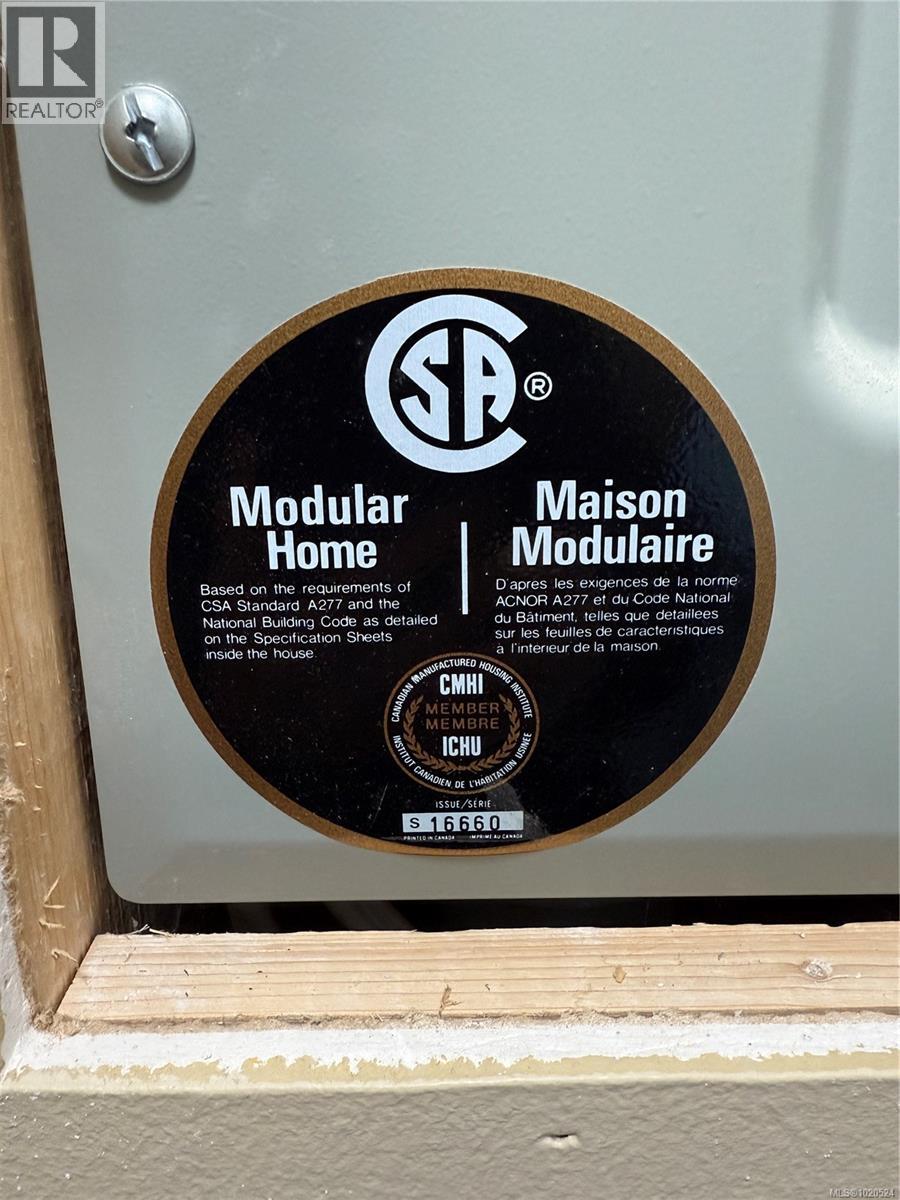 R
REALTOR®
CSA®
Modular
Home
Based on the requirements of
CSA Standard A277 and the
National Building Code as detailed
on the Specification Sheets
inside the house.
Maison
Modulaire
D'apres les exigences de la norme
ACNOR A277 et du Code National
du Bâtiment, telles que detaillees
sur les feuilles de caracteristiques
à l'interieur de la maison.
CANADIAN MANUFACTURED HOUSING INSTITUTE
CMHI
MEMBER
MEMBRE
ICHU
INSTITUT CANADIEN DE L'HABITATION USINÉE
ISSUE/SÉRIE
S 16660
PRINTED IN CANADA IMPRIMÉ AU CANADA
MLS®1020524